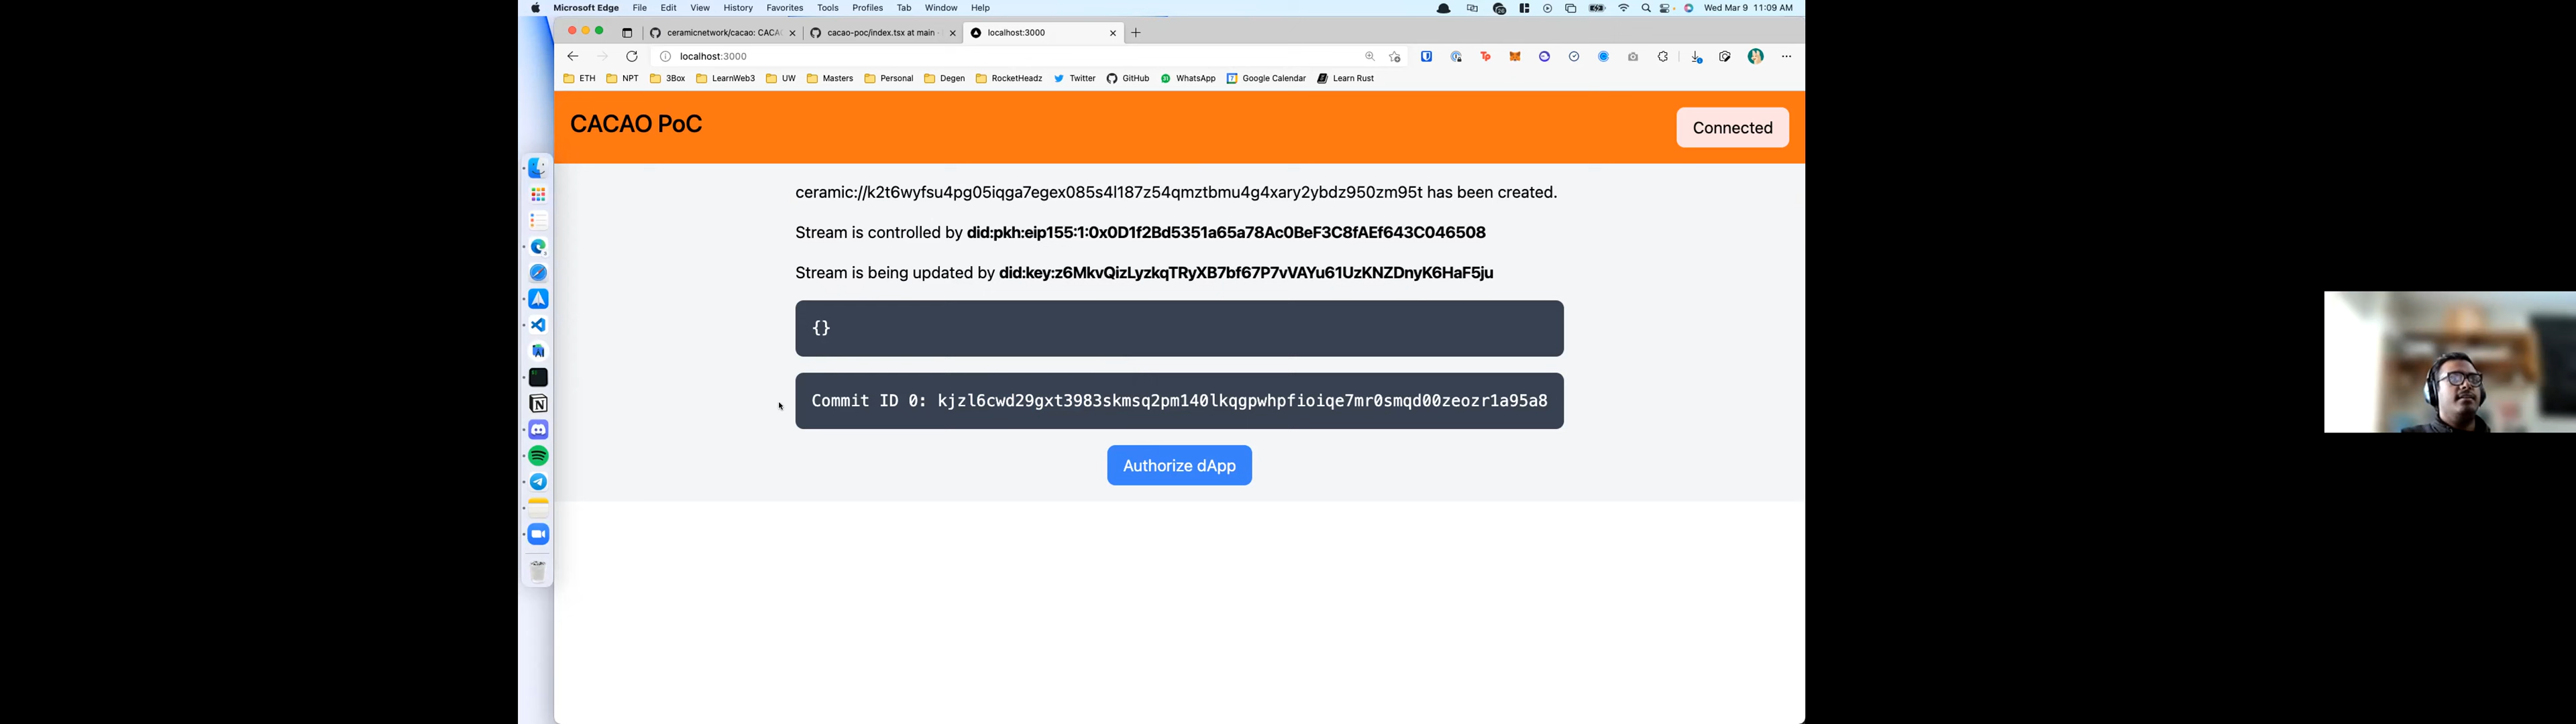 Microsoft Edge File Edit View History Favorites Tools Profiles Tab Window Help Wed Mar 9 11:09 AM
ceramicnetwork/cacao: CACA cacao-poc/index.tsx at main · localhost:3000
localhost:3000
ETH NPT 3Box LearnWeb3 UW Masters Personal Degen RocketHeadz Twitter GitHub WhatsApp Google Calendar Learn Rust
CACAO PoC
Connected
ceramic://k2t6wyfsu4pg05iqga7egex085s4l187z54qmztbmu4g4xary2ybdz950zm95t has been created.
Stream is controlled by did:pkh:eip155:1:0x0D1f2Bd5351a65a78Ac0BeF3C8fAEf643C046508
Stream is being updated by did:key:z6MkvQizLyzkqTRyXB7bf67P7vVAYu61UzKNZDnyK6HaF5ju
{}
Commit ID 0: kjzl6cwd29gxt3983skmsq2pm140lkqgpwhpfioiqe7mr0smqd00zeozr1a95a8
Authorize dApp